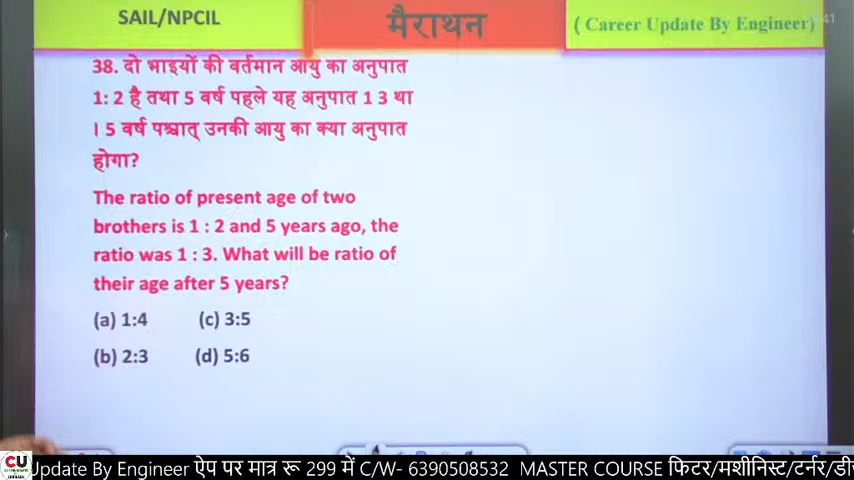 SAIL/NPCIL
मैराथन
( Career Update By Engineer)
41
38. दो भाइयों की वर्तमान आयु का अनुपात
1: 2 है तथा 5 वर्ष पहले यह अनुपात 1 3 था
। 5 वर्ष पश्चात् उनकी आयु का क्या अनुपात
होगा?
The ratio of present age of two
brothers is 1 : 2 and 5 years ago, the
ratio was 1 : 3. What will be ratio of
their age after 5 years?
(a) 1:4 (c) 3:5
(b) 2:3 (d) 5:6
CU
Update By Engineer ऐप पर मात्र रू 299 में C/W- 6390508532 MASTER COURSE फिटर/मशीनिस्ट/टर्नर/डी